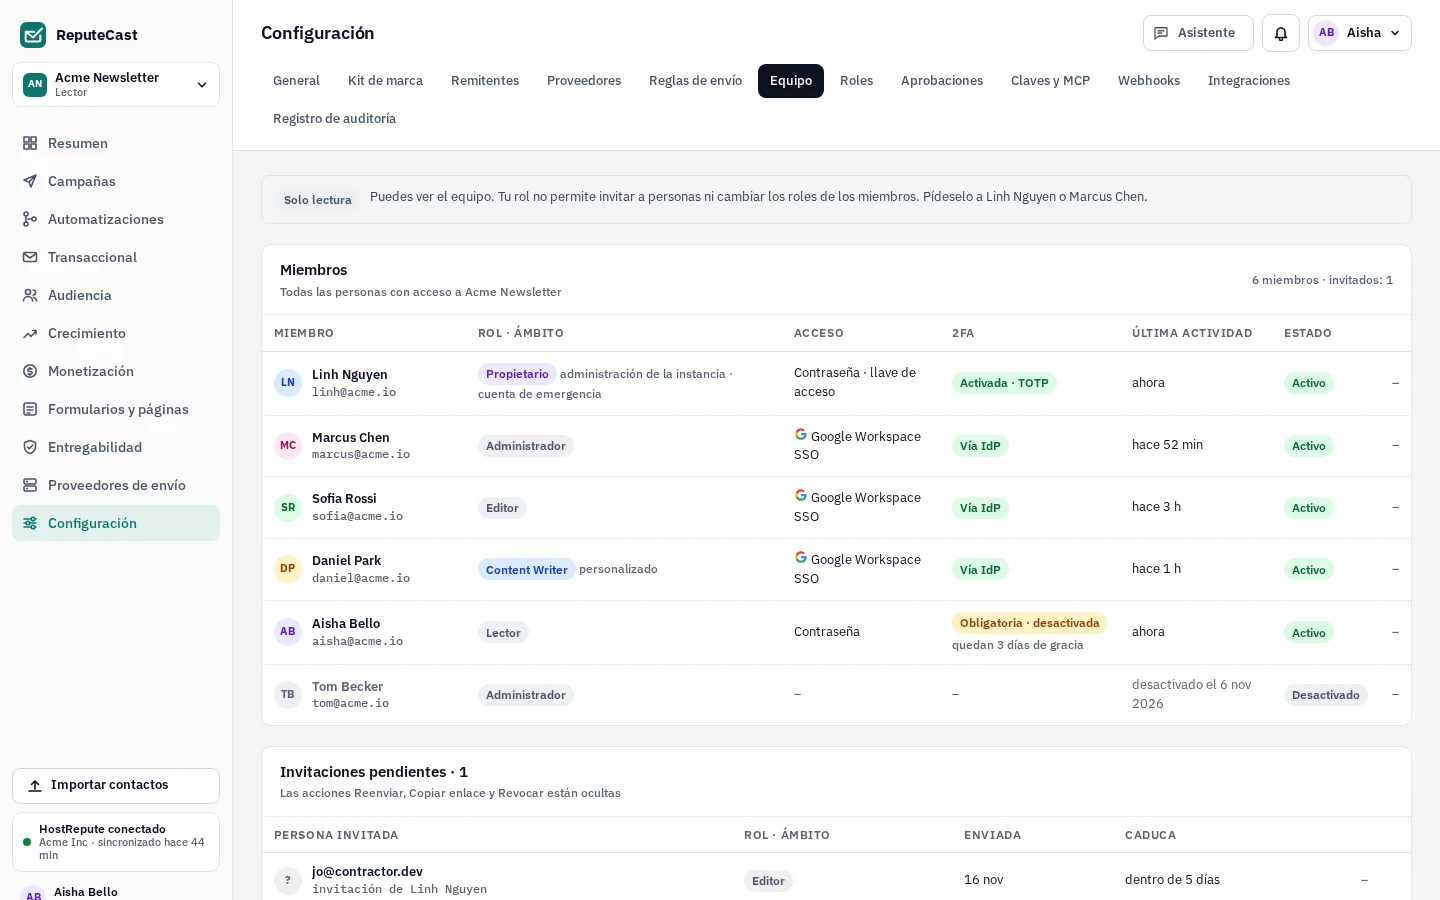 ReputeCast
AN
Acme Newsletter
Lector
Resumen
Campañas
Automatizaciones
Transaccional
Audiencia
Crecimiento
Monetización
Formularios y páginas
Entregabilidad
Proveedores de envío
Configuración
Importar contactos
HostRepute conectado
Acme Inc · sincronizado hace 44
min
AB
Aisha Bello
Configuración
Asistente
AB
Aisha
General
Kit de marca
Remitentes
Proveedores
Reglas de envío
Equipo
Roles
Aprobaciones
Claves y MCP
Webhooks
Integraciones
Registro de auditoría
Solo lectura
Puedes ver el equipo. Tu rol no permite invitar a personas ni cambiar los roles de los miembros. Pídeselo a Linh Nguyen o Marcus Chen.
Miembros
Todas las personas con acceso a Acme Newsletter
6 miembros · invitados: 1
MIEMBRO
ROL · ÁMBITO
ACCESO
2FA
ÚLTIMA ACTIVIDAD
ESTADO
LN
Linh Nguyen
linh@acme.io
Propietario administración de la instancia ·
cuenta de emergencia
Contraseña · llave de
acceso
Activada · TOTP
ahora
Activo
–
MC
Marcus Chen
marcus@acme.io
Administrador
Google Workspace
SSO
Vía IdP
hace 52 min
Activo
–
SR
Sofia Rossi
sofia@acme.io
Editor
Google Workspace
SSO
Vía IdP
hace 3 h
Activo
–
DP
Daniel Park
daniel@acme.io
Content Writer personalizado
Google Workspace
SSO
Vía IdP
hace 1 h
Activo
–
AB
Aisha Bello
aisha@acme.io
Lector
Contraseña
Obligatoria · desactivada
quedan 3 días de gracia
ahora
Activo
–
TB
Tom Becker
tom@acme.io
Administrador
–
–
desactivado el 6 nov
2026
Desactivado
–
Invitaciones pendientes · 1
Las acciones Reenviar, Copiar enlace y Revocar están ocultas
PERSONA INVITADA
ROL · ÁMBITO
ENVIADA
CADUCA
?
jo@contractor.dev
invitación de Linh Nguyen
Editor
16 nov
dentro de 5 días
–